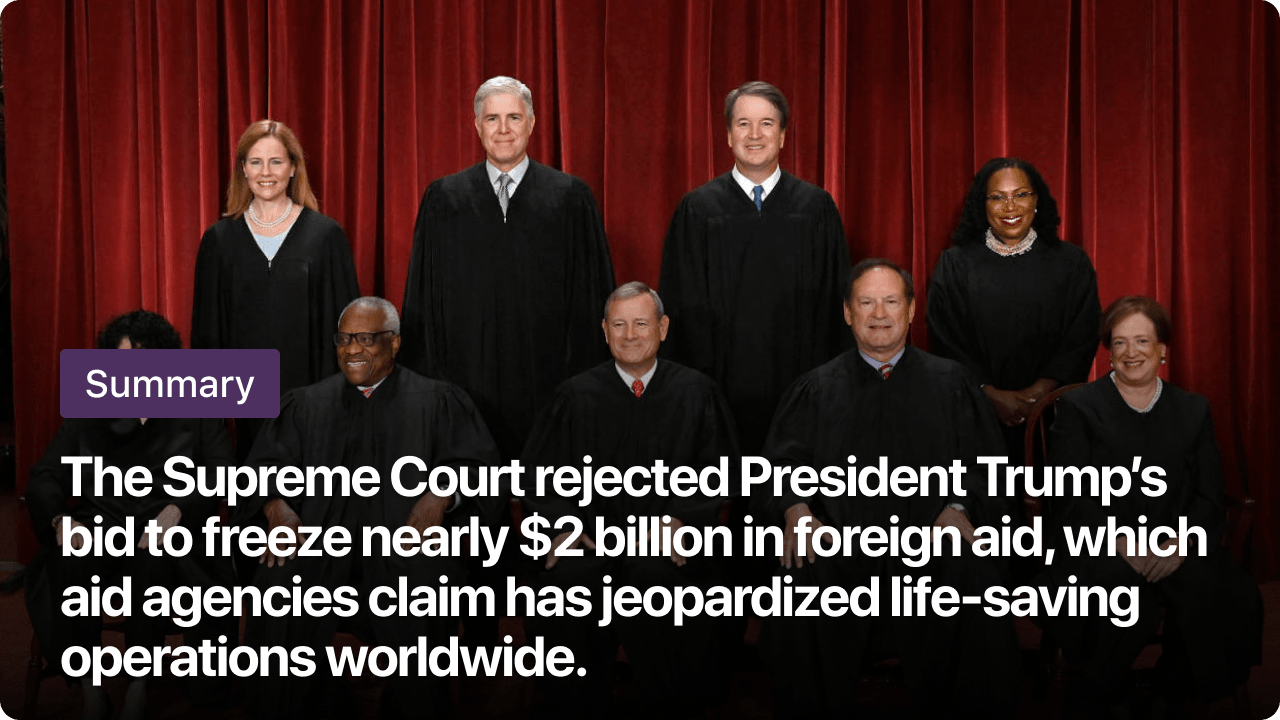 Summary
The Supreme Court rejected President Trump’s
bid to freeze nearly $2 billion in foreign aid, which
aid agencies claim has jeopardized life-saving
operations worldwide.